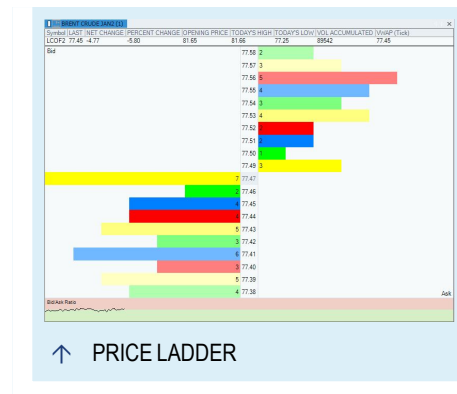 BRENT CRUDE JAN2 (1)
Symbol LAST NET CHANGE PERCENT CHANGE OPENING PRICE TODAY'S HIGH TODAY'S LOW VOL ACCUMULATED VWAP (Tick)
LCOF2 77.45 -4.77 -5.80 81.65 81.66 77.25 89542 77.45
Bid 77.58 2
77.57 3
77.56 5
77.55 4
77.54 3
77.53 4
77.52 2
77.51 2
77.50 1
77.49 3
7 77.47
2 77.46
4 77.45
4 77.44
5 77.43
3 77.42
6 77.41
3 77.40
5 77.39
4 77.38
Ask
Bid Ask Ratio
↑ PRICE LADDER